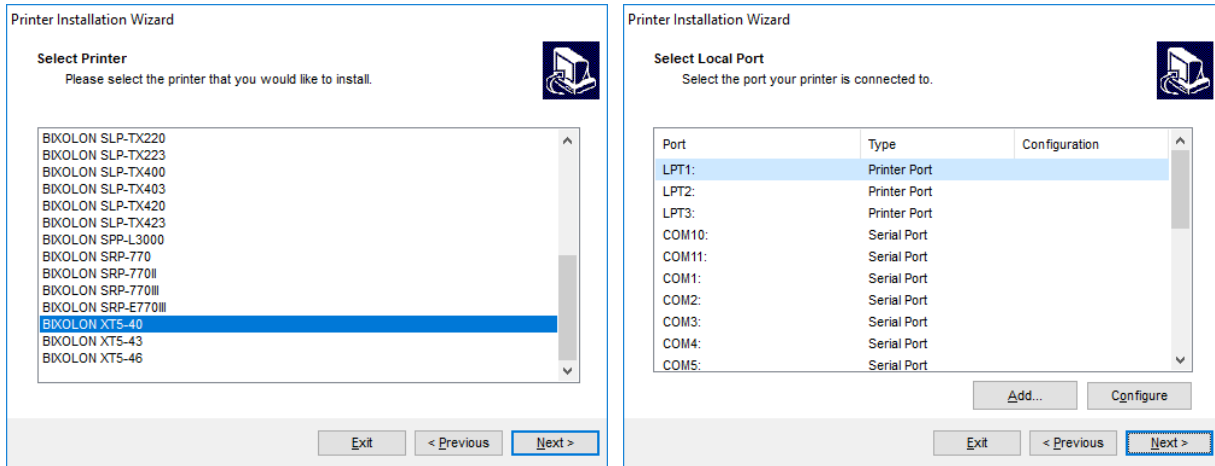 Printer Installation Wizard
Select Printer
Please select the printer that you would like to install.
BIXOLON SLP-TX220
BIXOLON SLP-TX223
BIXOLON SLP-TX400
BIXOLON SLP-TX403
BIXOLON SLP-TX420
BIXOLON SLP-TX423
BIXOLON SPP-L3000
BIXOLON SRP-770
BIXOLON SRP-770II
BIXOLON SRP-770III
BIXOLON SRP-E770III
BIXOLON XT5-40
BIXOLON XT5-43
BIXOLON XT5-46
Exit < Previous Next >
Printer Installation Wizard
Select Local Port
Select the port your printer is connected to.
Port Type Configuration
LPT1: Printer Port
LPT2: Printer Port
LPT3: Printer Port
COM10: Serial Port
COM11: Serial Port
COM1: Serial Port
COM2: Serial Port
COM3: Serial Port
COM4: Serial Port
COM5: Serial Port
Add... Configure
Exit < Previous Next >